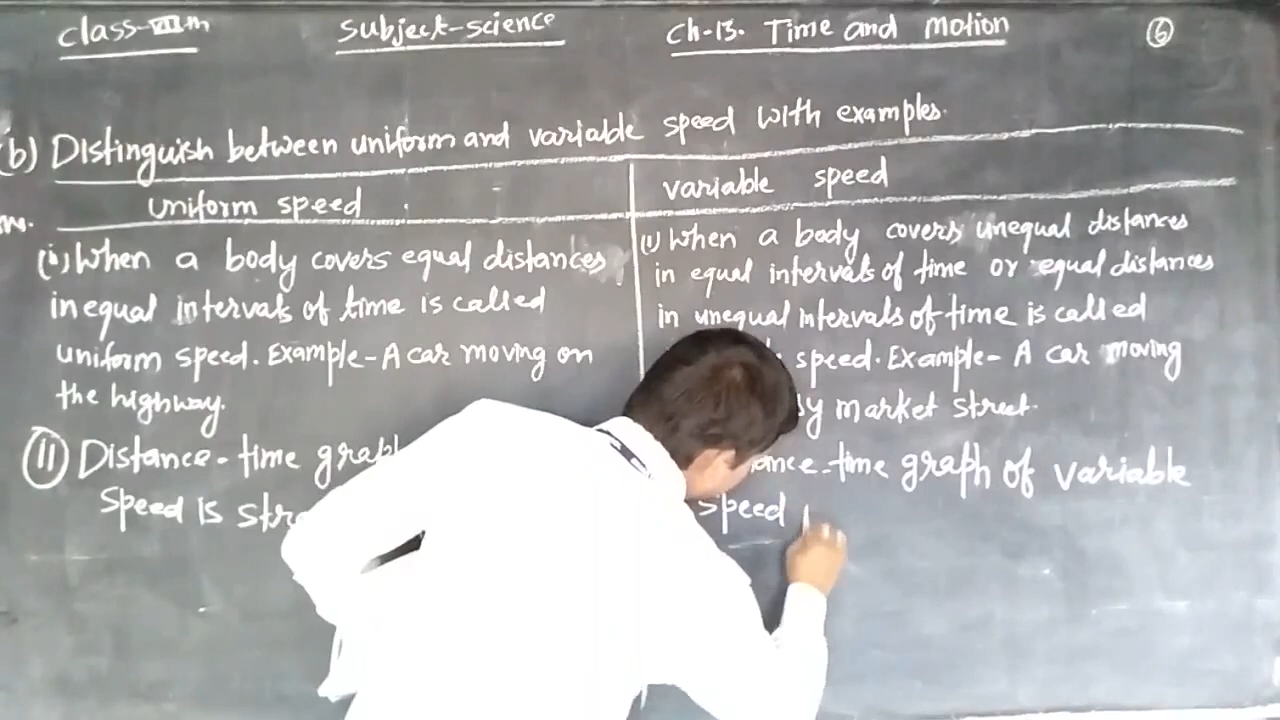 class-VIIth subject-science Ch-13. Time and Motion 6
(b) Distinguish between uniform and variable speed with examples.
uniform speed.
variable speed
(i) When a body covers equal distances
in equal intervals of time is called
uniform speed. Example- A car moving on
the highway.
(ii) Distance-time
speed is
(i) When a body covers unequal distances
in equal intervals of time or equal distances
in unequal intervals of time is called
speed. Example- A car moving
market street.
time graph of variable
speed